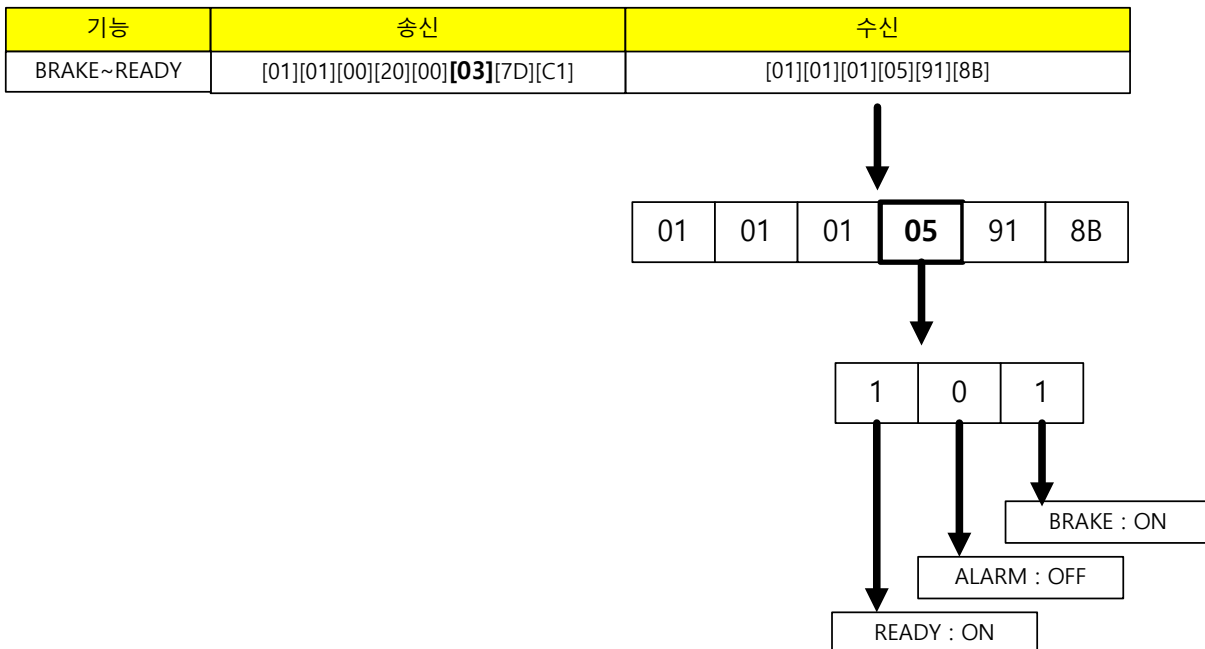 기능 송신 수신
BRAKE~READY [01][01][00][20][00][03][7D][C1] [01][01][01][05][91][8B]
01 01 01 05 91 8B
1 0 1
BRAKE : ON
ALARM : OFF
READY : ON